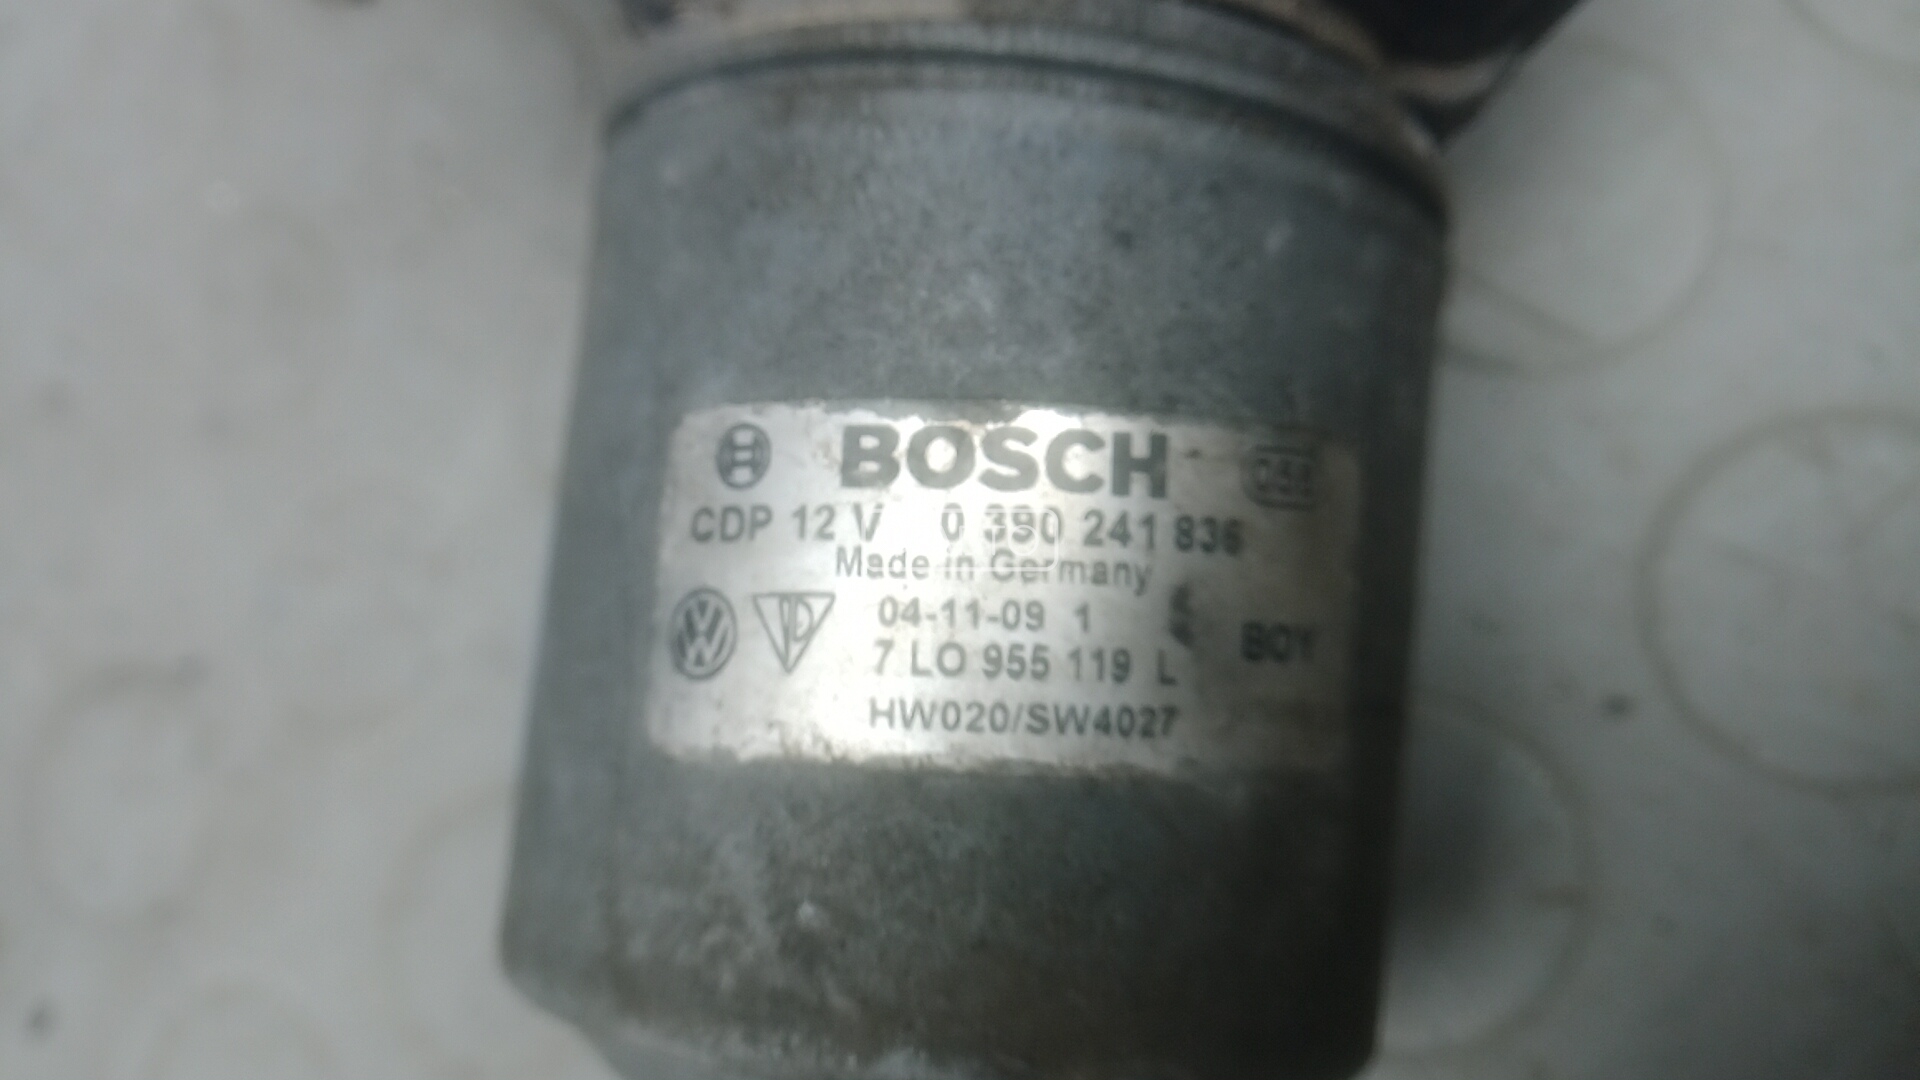 BOSCH
CDP 12 V 0 390 241 836
Made in Germany
04-11-09 1
7 LO 955 119 L BOY
HW020/SW4027